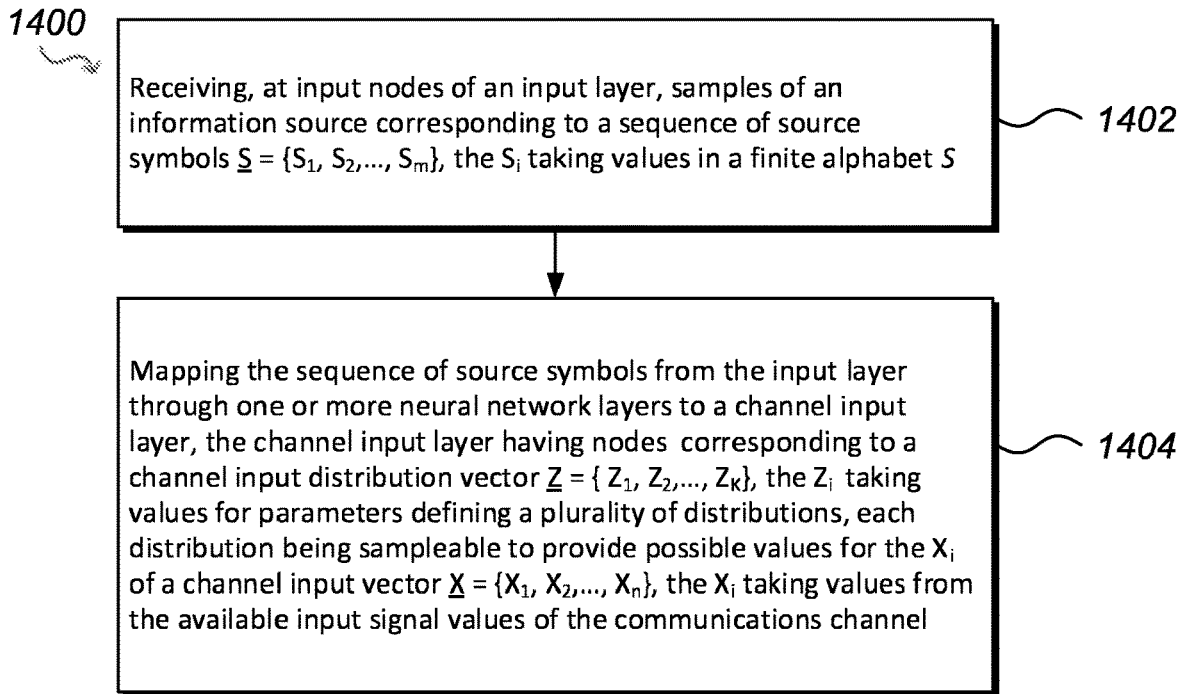 1400
Receiving, at input nodes of an input layer, samples of an
information source corresponding to a sequence of source
symbols S̲ = {S₁, S₂,..., Sₘ}, the Sᵢ taking values in a finite alphabet S
1402
Mapping the sequence of source symbols from the input layer
through one or more neural network layers to a channel input
layer, the channel input layer having nodes corresponding to a
channel input distribution vector Z̲ = { Z₁, Z₂,..., Z_K}, the Zᵢ taking
values for parameters defining a plurality of distributions, each
distribution being sampleable to provide possible values for the Xᵢ
of a channel input vector X̲ = {X₁, X₂,..., Xₙ}, the Xᵢ taking values from
the available input signal values of the communications channel
1404